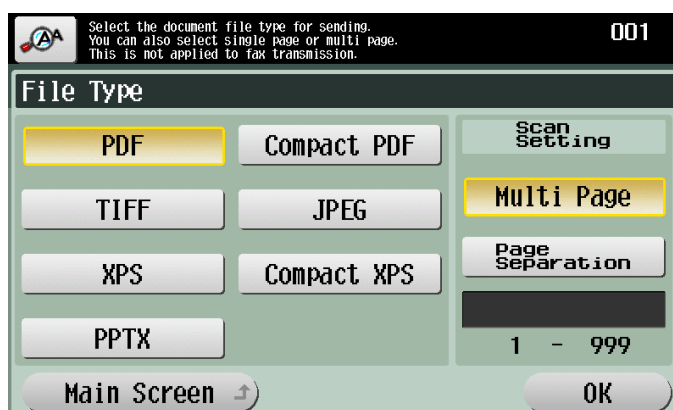 Select the document file type for sending.
You can also select single page or multi page.
This is not applied to fax transmission.
001
File Type
PDF
Compact PDF
TIFF
JPEG
XPS
Compact XPS
PPTX
Scan
Setting
Multi Page
Page
Separation
1 - 999
Main Screen
OK